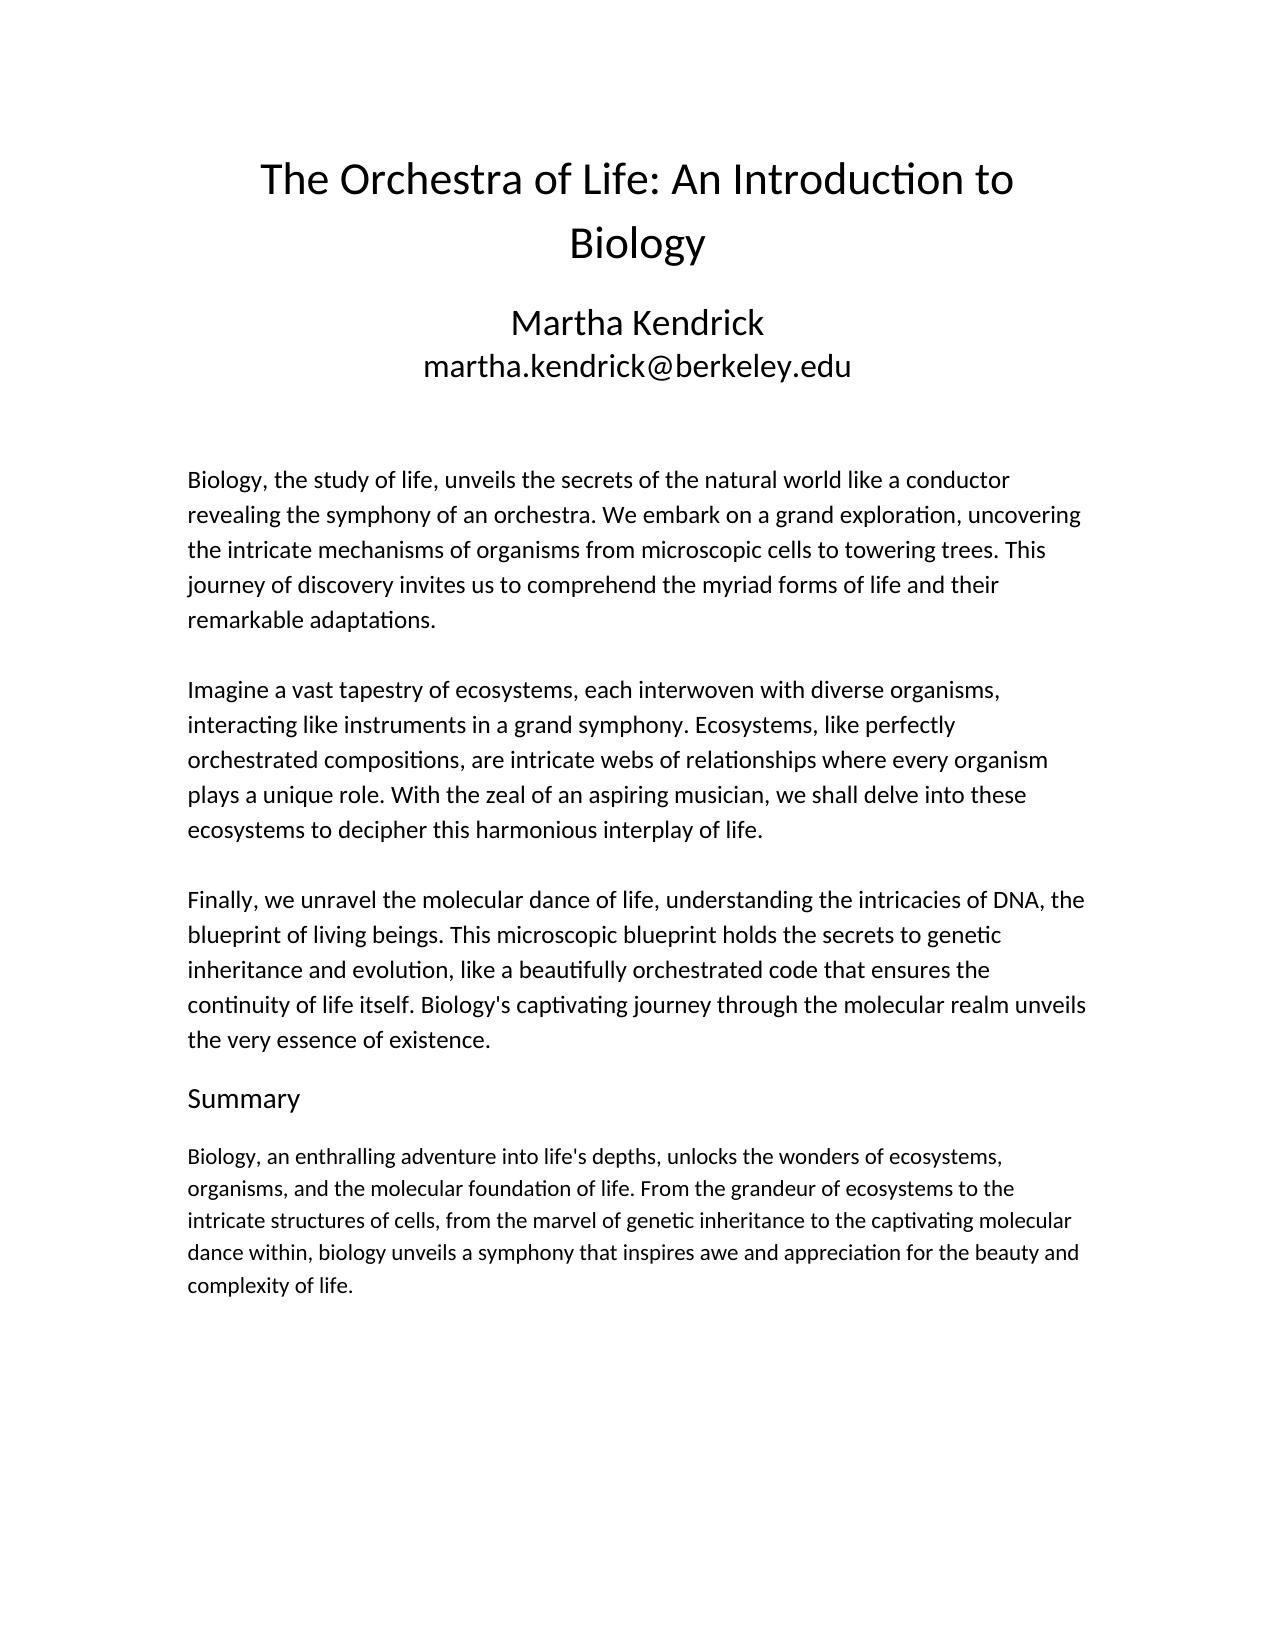 The Orchestra of Life: An Introduction to
Biology
Martha Kendrick
martha.kendrick@berkeley.edu
Biology, the study of life, unveils the secrets of the natural world like a conductor
revealing the symphony of an orchestra. We embark on a grand exploration, uncovering
the intricate mechanisms of organisms from microscopic cells to towering trees. This
journey of discovery invites us to comprehend the myriad forms of life and their
remarkable adaptations.
Imagine a vast tapestry of ecosystems, each interwoven with diverse organisms,
interacting like instruments in a grand symphony. Ecosystems, like perfectly
orchestrated compositions, are intricate webs of relationships where every organism
plays a unique role. With the zeal of an aspiring musician, we shall delve into these
ecosystems to decipher this harmonious interplay of life.
Finally, we unravel the molecular dance of life, understanding the intricacies of DNA, the
blueprint of living beings. This microscopic blueprint holds the secrets to genetic
inheritance and evolution, like a beautifully orchestrated code that ensures the
continuity of life itself. Biology's captivating journey through the molecular realm unveils
the very essence of existence.
Summary
Biology, an enthralling adventure into life's depths, unlocks the wonders of ecosystems,
organisms, and the molecular foundation of life. From the grandeur of ecosystems to the
intricate structures of cells, from the marvel of genetic inheritance to the captivating molecular
dance within, biology unveils a symphony that inspires awe and appreciation for the beauty and
complexity of life.